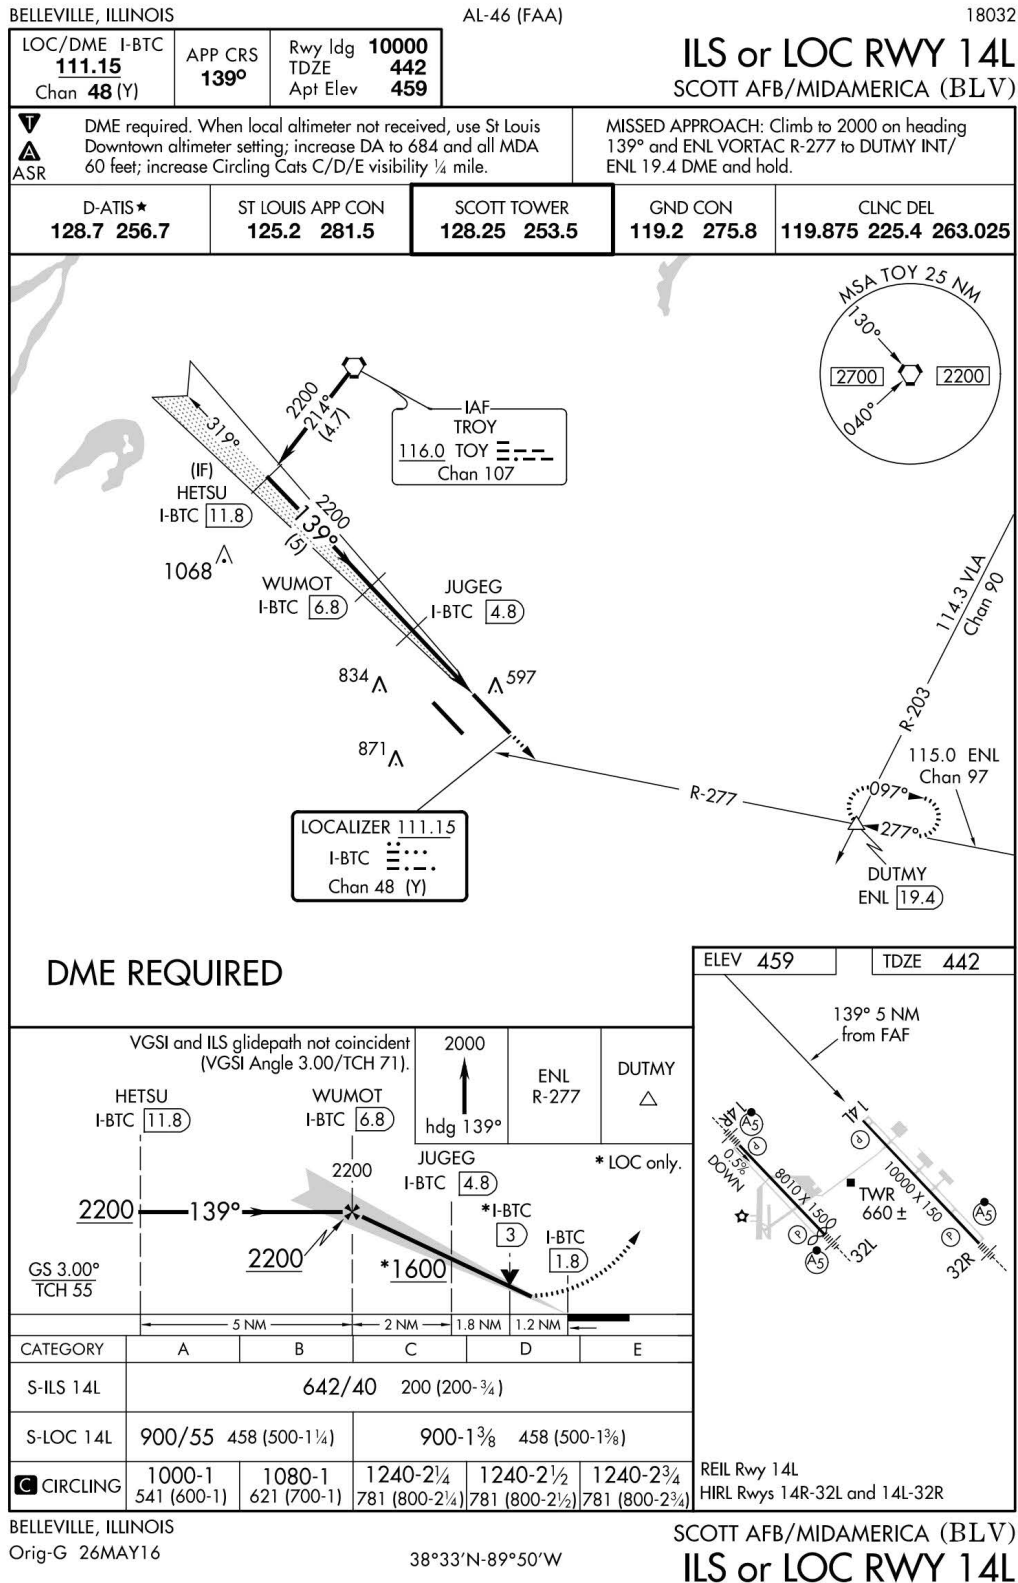 BELLEVILLE, ILLINOIS
AL-46 (FAA)
18032
LOC/DME I-BTC
111.15
Chan 48 (Y)
APP CRS
139°
Rwy ldg 10000
TDZE 442
Apt Elev 459
ILS or LOC RWY 14L
SCOTT AFB/MIDAMERICA (BLV)
T
A
ASR
DME required. When local altimeter not received, use St Louis
Downtown altimeter setting; increase DA to 684 and all MDA
60 feet; increase Circling Cats C/D/E visibility ¼ mile.
MISSED APPROACH: Climb to 2000 on heading
139° and ENL VORTAC R-277 to DUTMY INT/
ENL 19.4 DME and hold.
D-ATIS★
128.7 256.7
ST LOUIS APP CON
125.2 281.5
SCOTT TOWER
128.25 253.5
GND CON
119.2 275.8
CLNC DEL
119.875 225.4 263.025
MSA TOY 25 NM
130°
2700
2200
040°
2200
214°
(4.7)
IAF
TROY
116.0 TOY
Chan 107
319°
(IF)
HETSU
I-BTC 11.8
2200
139°
(5)
1068
WUMOT
I-BTC 6.8
JUGEG
I-BTC 4.8
114.3 VLA
Chan 90
834
597
R-203
871
115.0 ENL
Chan 97
R-277
097°
277°
LOCALIZER 111.15
I-BTC
Chan 48 (Y)
DUTMY
ENL 19.4
DME REQUIRED
ELEV 459
TDZE 442
139° 5 NM
from FAF
14L
14R
A5
P
P
0.5%
DOWN
8010 X 150
10000 X 150
TWR
660 ±
A5
P
P
A5
32L
32R
REIL Rwy 14L
HIRL Rwys 14R-32L and 14L-32R
VGSI and ILS glidepath not coincident
(VGSI Angle 3.00/TCH 71).
2000
hdg 139°
ENL
R-277
DUTMY
HETSU
I-BTC 11.8
WUMOT
I-BTC 6.8
JUGEG
I-BTC 4.8
* LOC only.
2200
2200
139°
2200
*I-BTC
3
I-BTC
1.8
*1600
GS 3.00°
TCH 55
5 NM
2 NM
1.8 NM
1.2 NM
CATEGORY A B C D E
S-ILS 14L 642/40 200 (200-¾)
S-LOC 14L 900/55 458 (500-1¼) 900-1⅜ 458 (500-1⅜)
C CIRCLING
1000-1
541 (600-1)
1080-1
621 (700-1)
1240-2¼
781 (800-2¼)
1240-2½
781 (800-2½)
1240-2¾
781 (800-2¾)
BELLEVILLE, ILLINOIS
Orig-G 26MAY16
38°33'N-89°50'W
SCOTT AFB/MIDAMERICA (BLV)
ILS or LOC RWY 14L